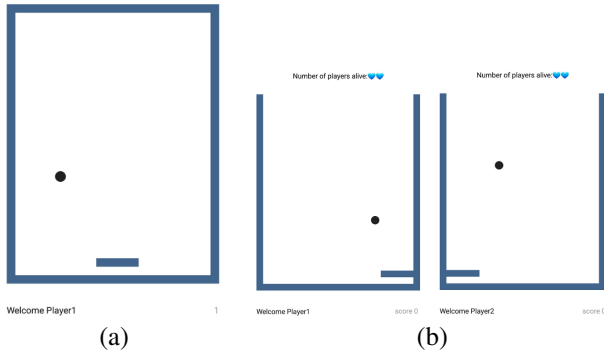 Number of players alive:💙💙
Number of players alive:💙💙
Welcome Player1 1
Welcome Player1 score 0
Welcome Player2 score 0
(a)
(b)